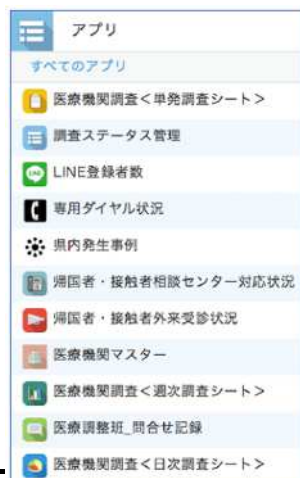 アプリ
すべてのアプリ
医療機関調査<単発調査シート>
調査ステータス管理
LINE登録者数
専用ダイヤル状況
県内発生事例
帰国者・接触者相談センター対応状況
帰国者・接触者外来受診状況
医療機関マスター
医療機関調査<週次調査シート>
医療調整班_問合せ記録
医療機関調査<日次調査シート>